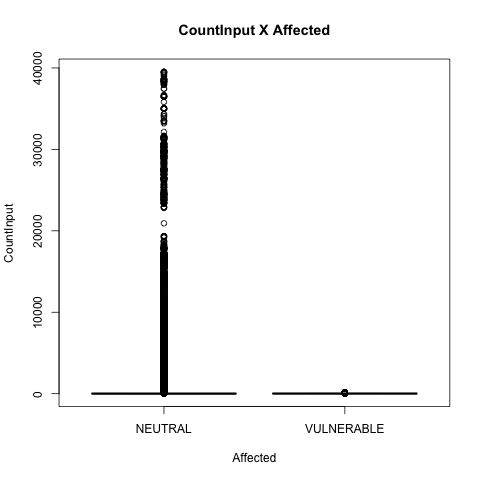 CountInput X Affected
CountInput
40000
30000
20000
10000
0
NEUTRAL
VULNERABLE
Affected